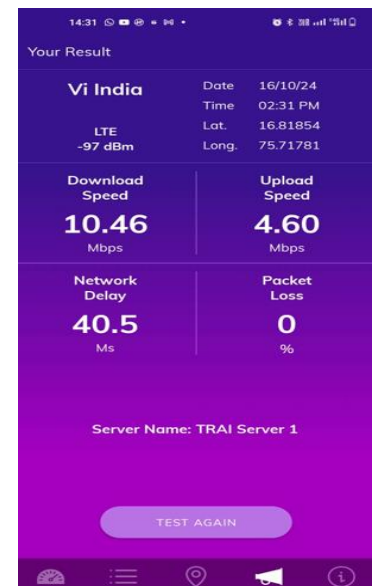 14:31
Your Result
Vi India
LTE
-97 dBm
Date 16/10/24
Time 02:31 PM
Lat. 16.81854
Long. 75.71781
Download
Speed
10.46
Mbps
Upload
Speed
4.60
Mbps
Network
Delay
40.5
Ms
Packet
Loss
0
%
Server Name: TRAI Server 1
TEST AGAIN